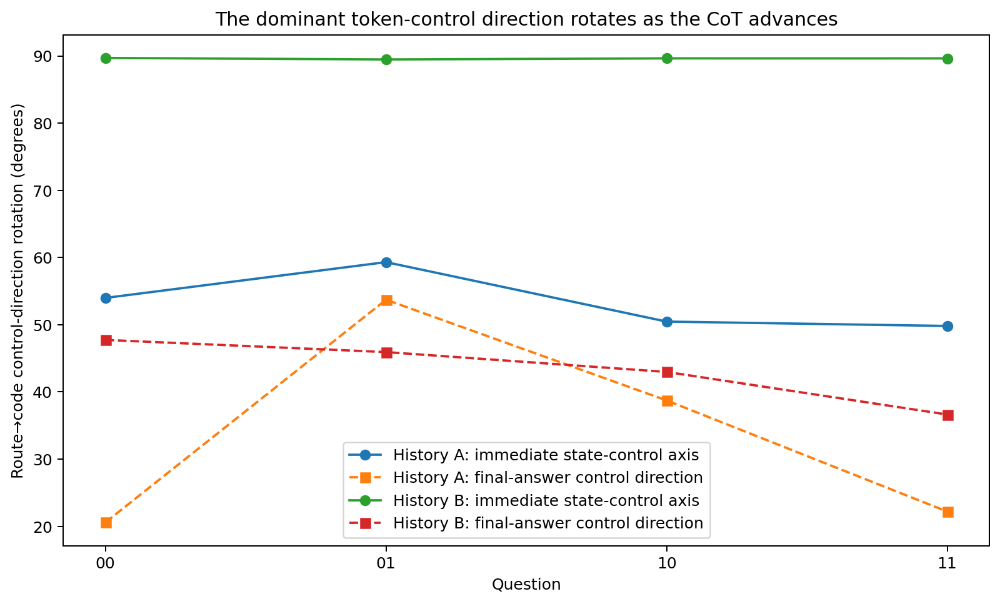 The dominant token-control direction rotates as the CoT advances
Route→code control-direction rotation (degrees)
90
80
70
60
50
40
30
20
History A: immediate state-control axis
History A: final-answer control direction
History B: immediate state-control axis
History B: final-answer control direction
00
01
10
11
Question